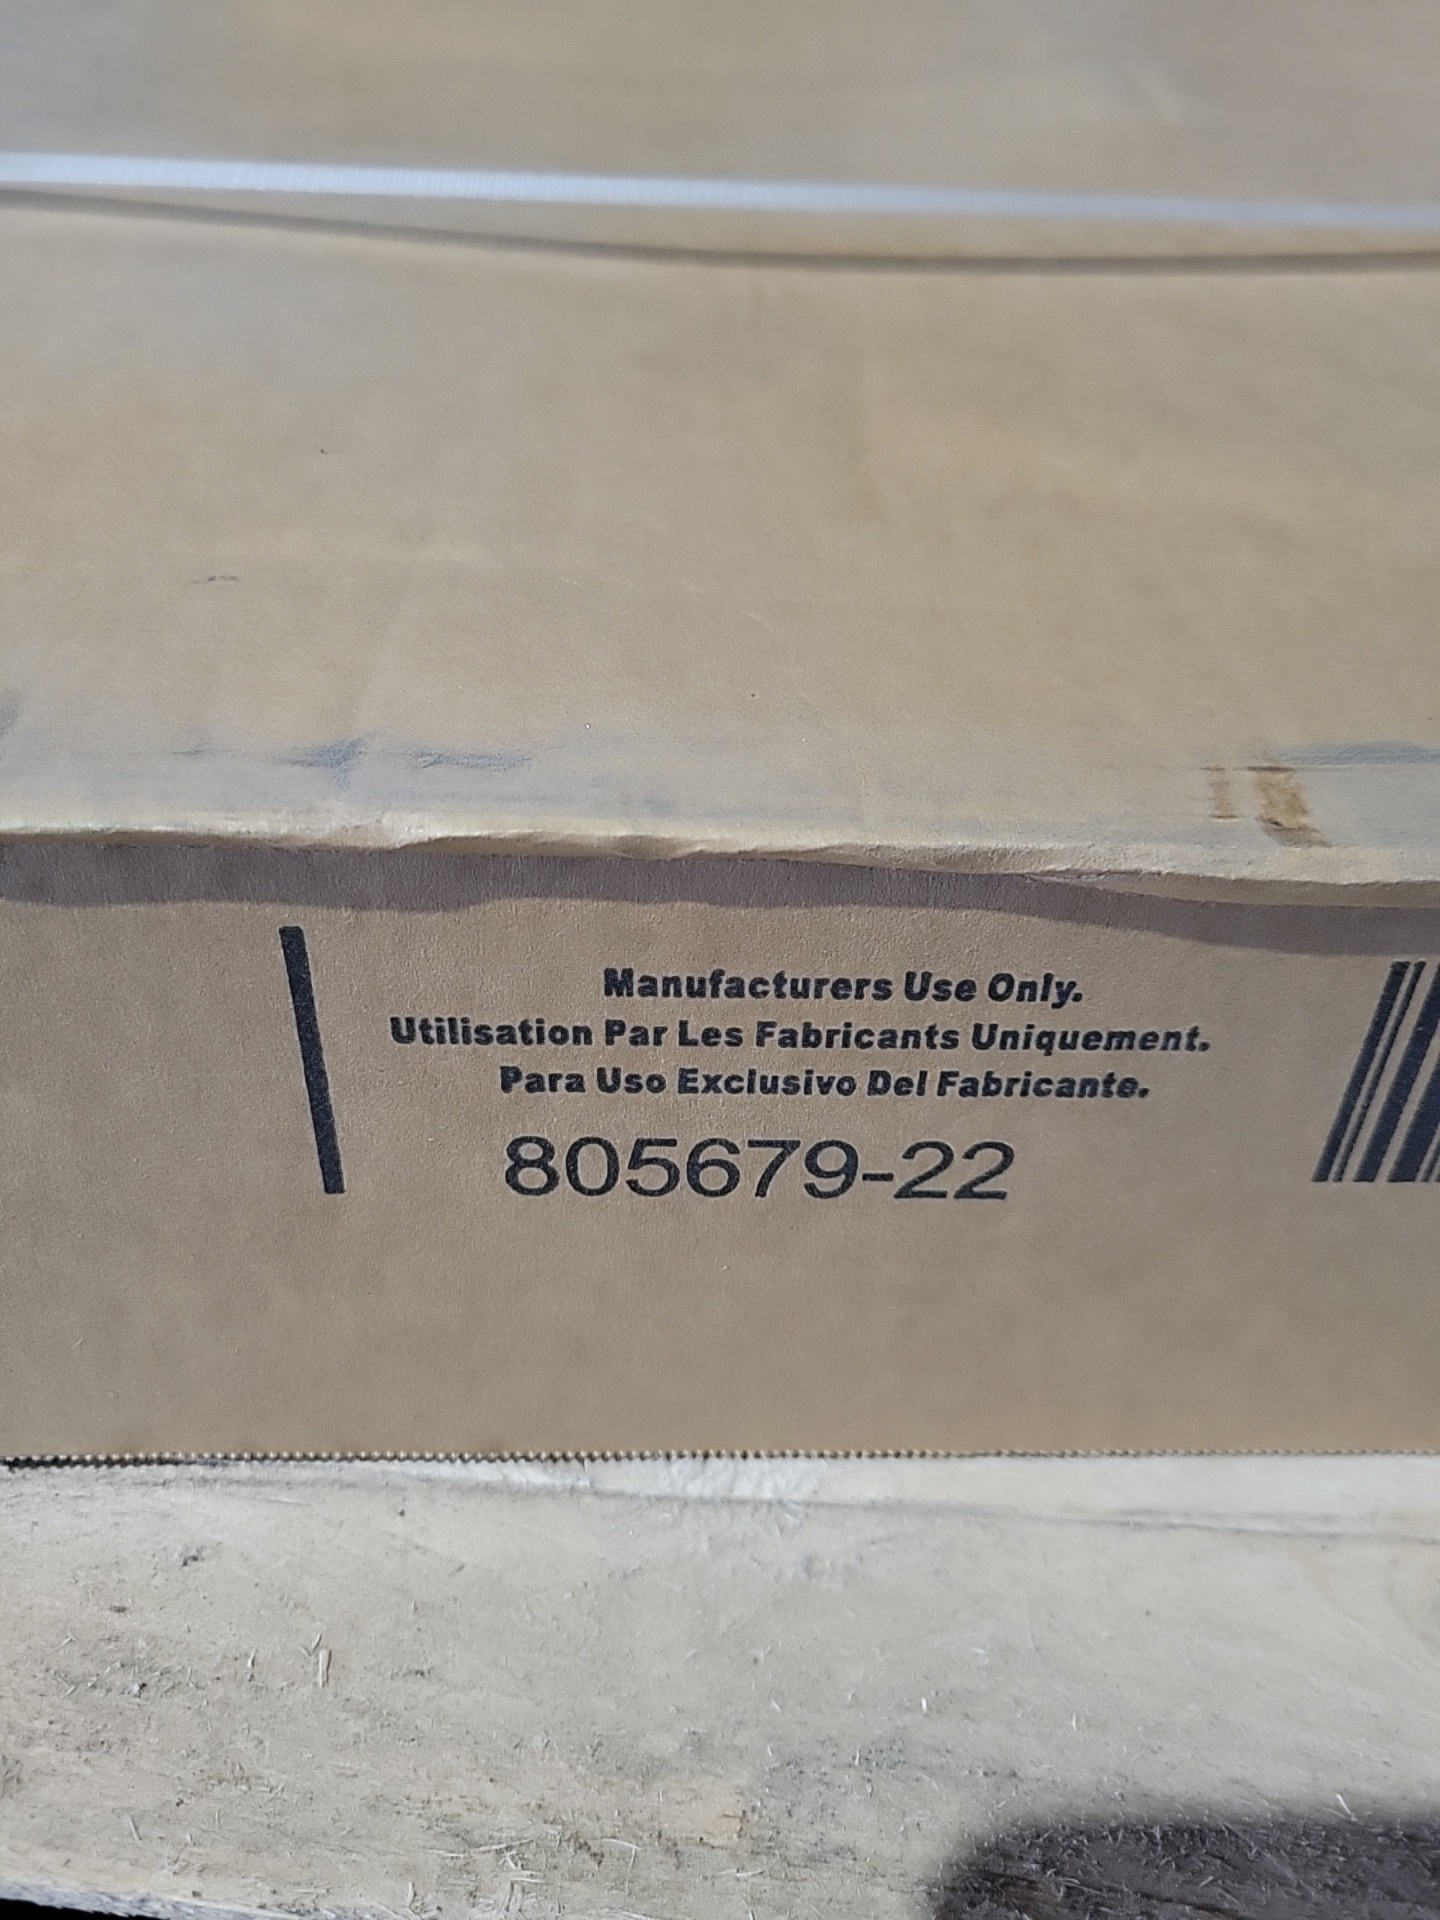 Manufacturers Use Only.
Utilisation Par Les Fabricants Uniquement.
Para Uso Exclusivo Del Fabricante.
805679-22